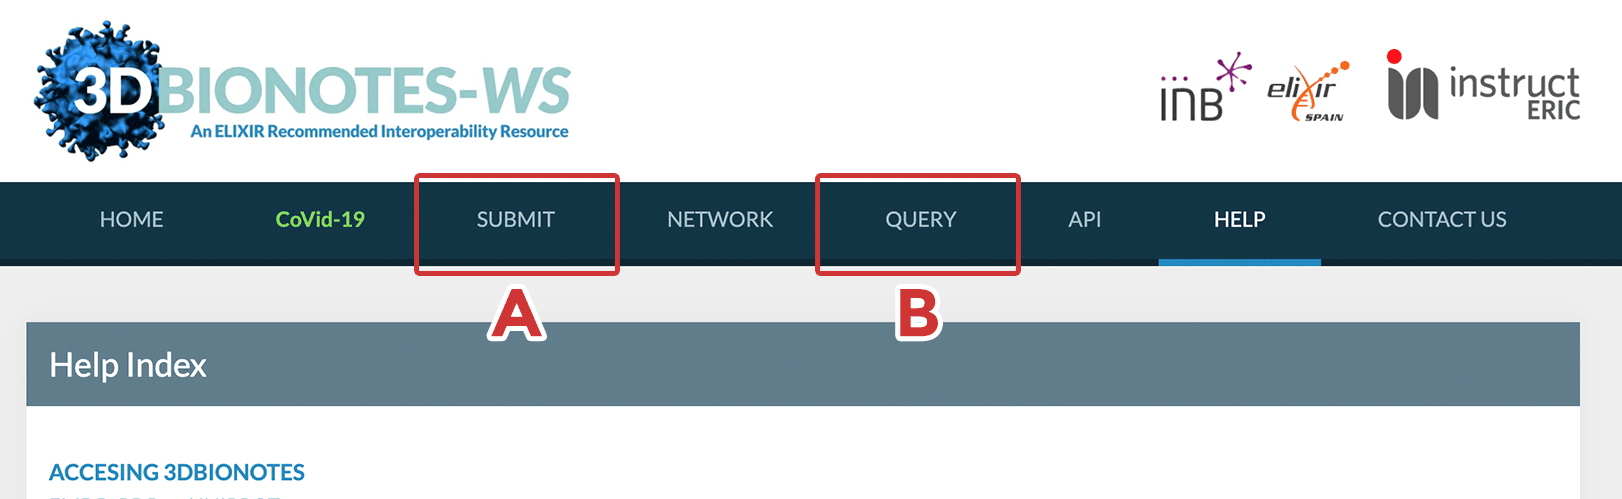 3DBIONOTES-WS
An ELIXIR Recommended Interoperability Resource
inB
elixir
SPAIN
instruct
ERIC
HOME CoVid-19 SUBMIT NETWORK QUERY API HELP CONTACT US
A B
Help Index
ACCESING 3DBIONOTES